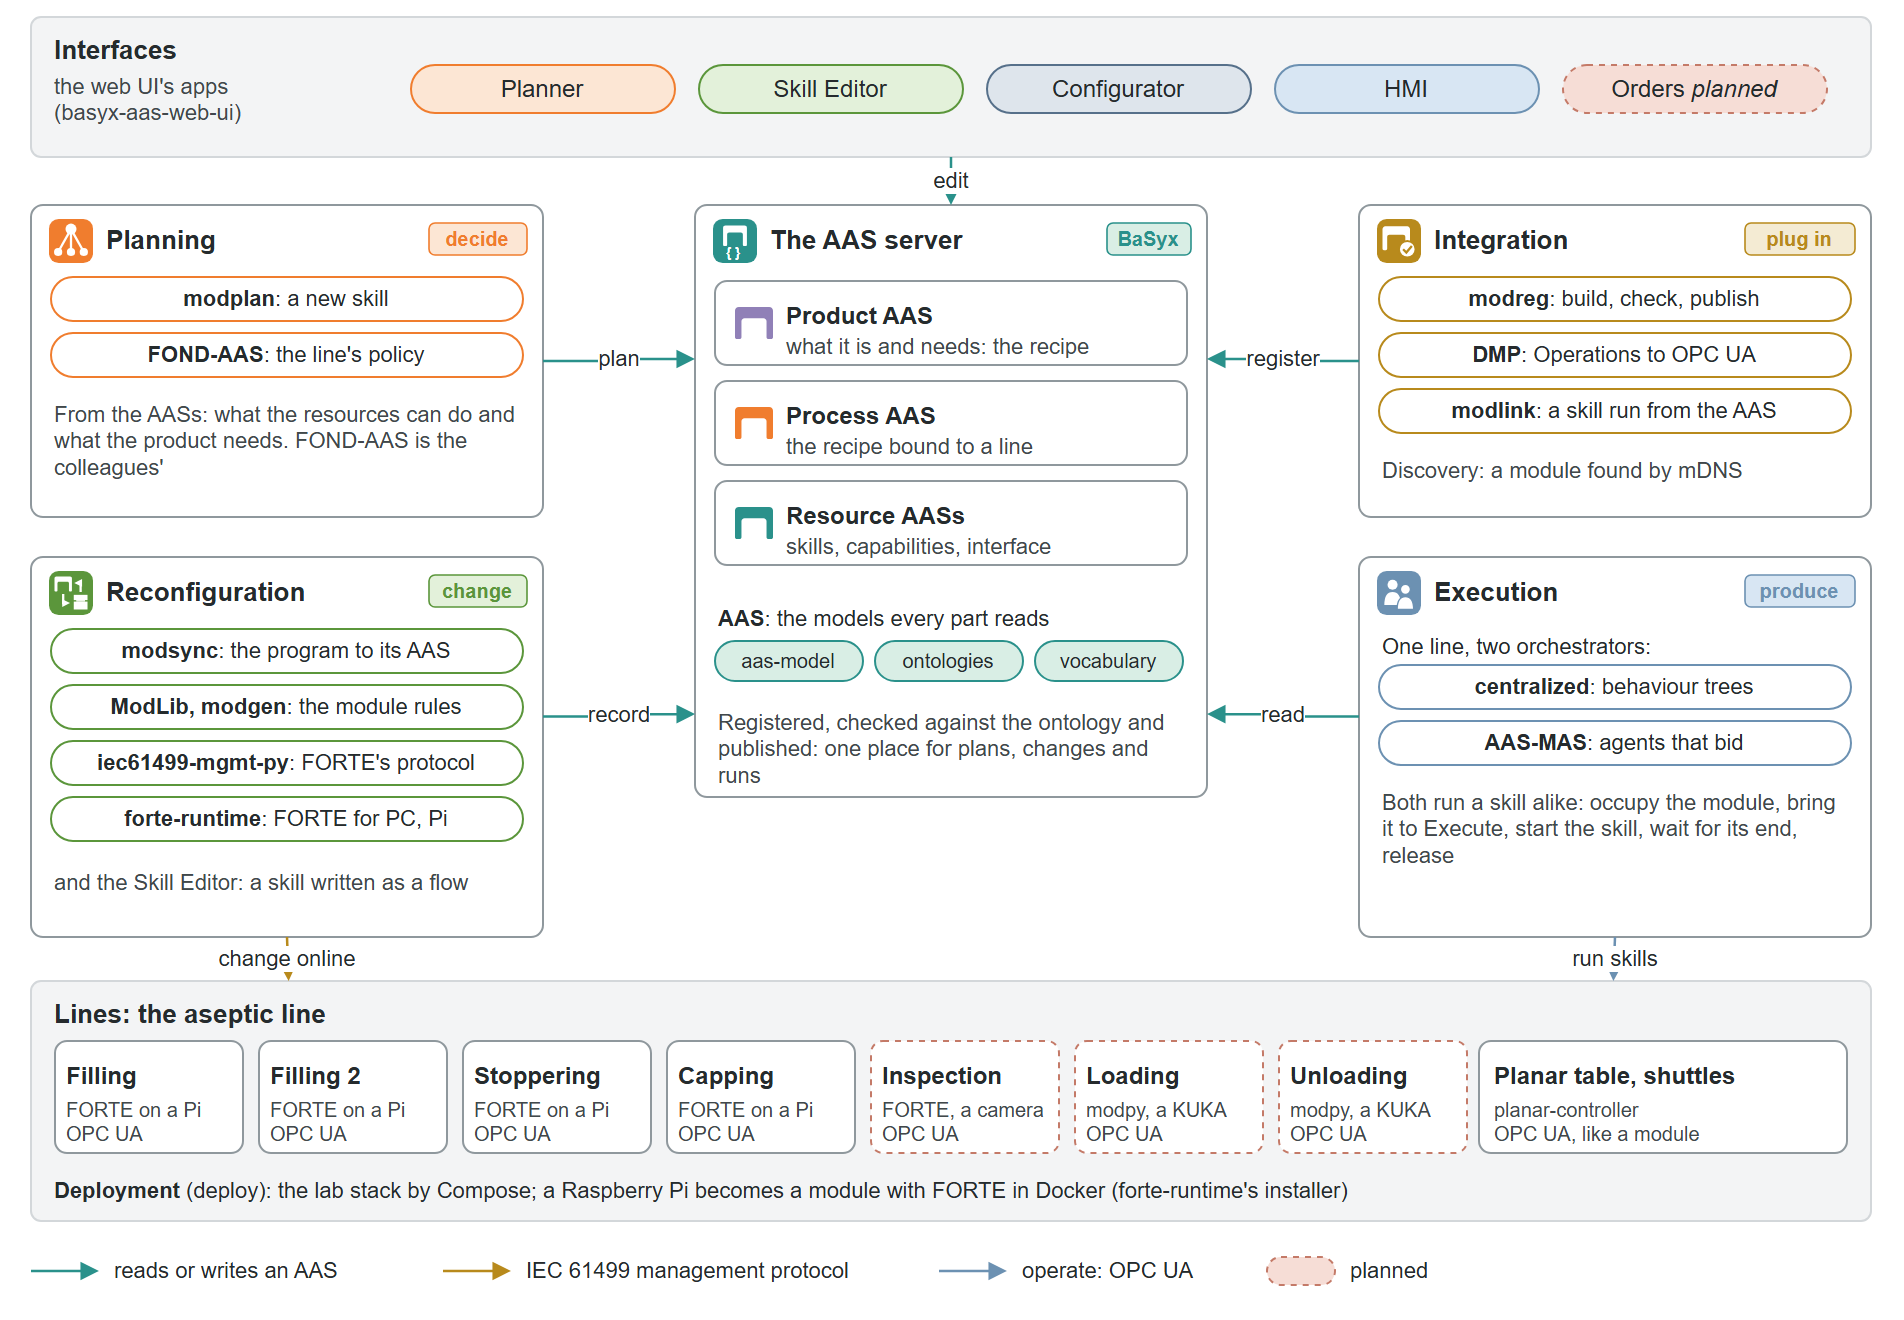 Interfaces
the web UI's apps
(basyx-aas-web-ui)
Planner
Skill Editor
Configurator
HMI
Orders planned
edit
Planning
decide
modplan: a new skill
FOND-AAS: the line's policy
From the AASs: what the resources can do and
what the product needs. FOND-AAS is the
colleagues'
plan
The AAS server
BaSyx
{ }
Product AAS
what it is and needs: the recipe
Process AAS
the recipe bound to a line
Resource AASs
skills, capabilities, interface
AAS: the models every part reads
aas-model
ontologies
vocabulary
Registered, checked against the ontology and
published: one place for plans, changes and
runs
Integration
plug in
modreg: build, check, publish
DMP: Operations to OPC UA
modlink: a skill run from the AAS
Discovery: a module found by mDNS
register
Reconfiguration
change
modsync: the program to its AAS
ModLib, modgen: the module rules
iec61499-mgmt-py: FORTE's protocol
forte-runtime: FORTE for PC, Pi
and the Skill Editor: a skill written as a flow
record
Execution
produce
One line, two orchestrators:
centralized: behaviour trees
AAS-MAS: agents that bid
Both run a skill alike: occupy the module, bring
it to Execute, start the skill, wait for its end,
release
read
change online
run skills
Lines: the aseptic line
Filling
FORTE on a Pi
OPC UA
Filling 2
FORTE on a Pi
OPC UA
Stoppering
FORTE on a Pi
OPC UA
Capping
FORTE on a Pi
OPC UA
Inspection
FORTE, a camera
OPC UA
Loading
modpy, a KUKA
OPC UA
Unloading
modpy, a KUKA
OPC UA
Planar table, shuttles
planar-controller
OPC UA, like a module
Deployment (deploy): the lab stack by Compose; a Raspberry Pi becomes a module with FORTE in Docker (forte-runtime's installer)
reads or writes an AAS
IEC 61499 management protocol
operate: OPC UA
planned